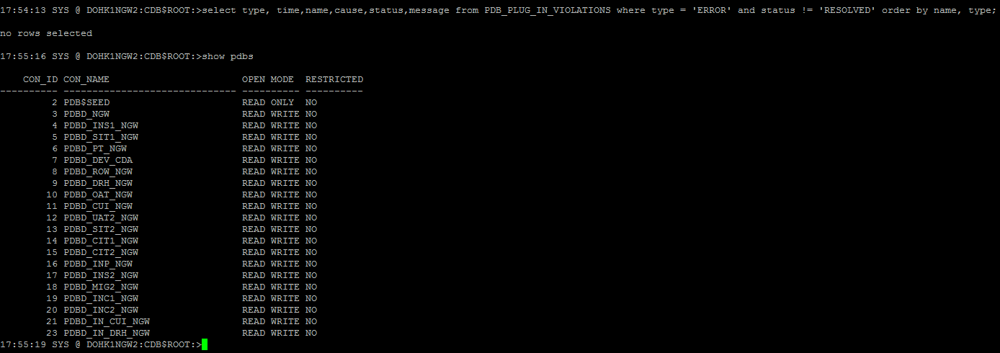 17:54:13 SYS @ DOHK1NGW2:CDB$ROOT:>select type, time,name,cause,status,message from PDB_PLUG_IN_VIOLATIONS where type = 'ERROR' and status != 'RESOLVED' order by name, type;
no rows selected
17:55:16 SYS @ DOHK1NGW2:CDB$ROOT:>show pdbs
    CON_ID CON_NAME                       OPEN MODE  RESTRICTED
---------- ------------------------------ ---------- ----------
         2 PDB$SEED                       READ ONLY  NO
         3 PDBD_NGW                       READ WRITE NO
         4 PDBD_INS1_NGW                  READ WRITE NO
         5 PDBD_SIT1_NGW                  READ WRITE NO
         6 PDBD_PT_NGW                    READ WRITE NO
         7 PDBD_DEV_CDA                   READ WRITE NO
         8 PDBD_ROW_NGW                   READ WRITE NO
         9 PDBD_DRH_NGW                   READ WRITE NO
        10 PDBD_OAT_NGW                   READ WRITE NO
        11 PDBD_CUI_NGW                   READ WRITE NO
        12 PDBD_UAT2_NGW                  READ WRITE NO
        13 PDBD_SIT2_NGW                  READ WRITE NO
        14 PDBD_CIT1_NGW                  READ WRITE NO
        15 PDBD_CIT2_NGW                  READ WRITE NO
        16 PDBD_INP_NGW                   READ WRITE NO
        17 PDBD_INS2_NGW                  READ WRITE NO
        18 PDBD_MIG2_NGW                  READ WRITE NO
        19 PDBD_INC1_NGW                  READ WRITE NO
        20 PDBD_INC2_NGW                  READ WRITE NO
        21 PDBD_IN_CUI_NGW                READ WRITE NO
        23 PDBD_IN_DRH_NGW                READ WRITE NO
17:55:19 SYS @ DOHK1NGW2:CDB$ROOT:>